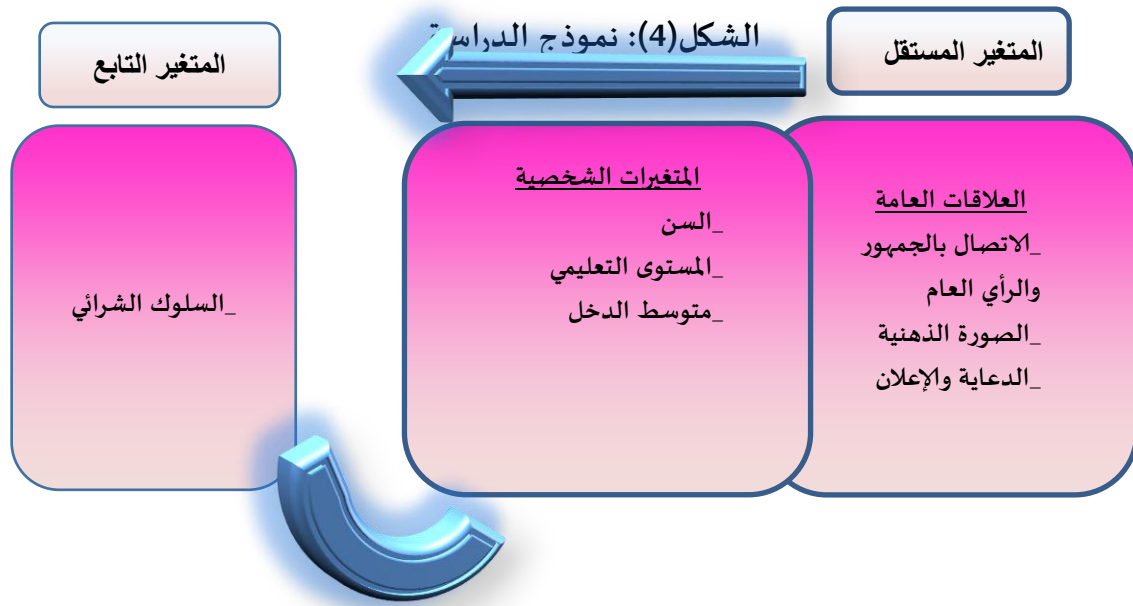 الشكل(4): نموذج الدراسة
المتغير المستقل
المتغير التابع
العلاقات العامة
_الاتصال بالجمهور
والرأي العام
_الصورة الذهنية
_الدعاية والإعلان
المتغيرات الشخصية
_السن
_المستوى التعليمي
_متوسط الدخل
_السلوك الشرائي